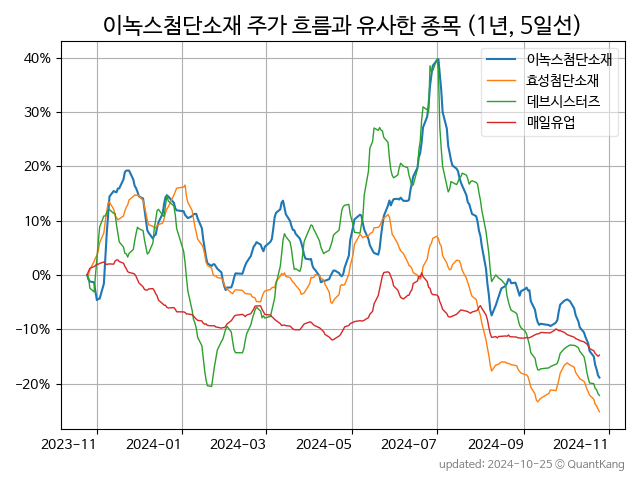 이녹스첨단소재 주가 흐름과 유사한 종목 (1년, 5일선)
이녹스첨단소재
효성첨단소재
데브시스터즈
매일유업
40%
30%
20%
10%
0%
−10%
−20%
2023-11
2024-01
2024-03
2024-05
2024-07
2024-09
2024-11
updated: 2024-10-25 © QuantKang